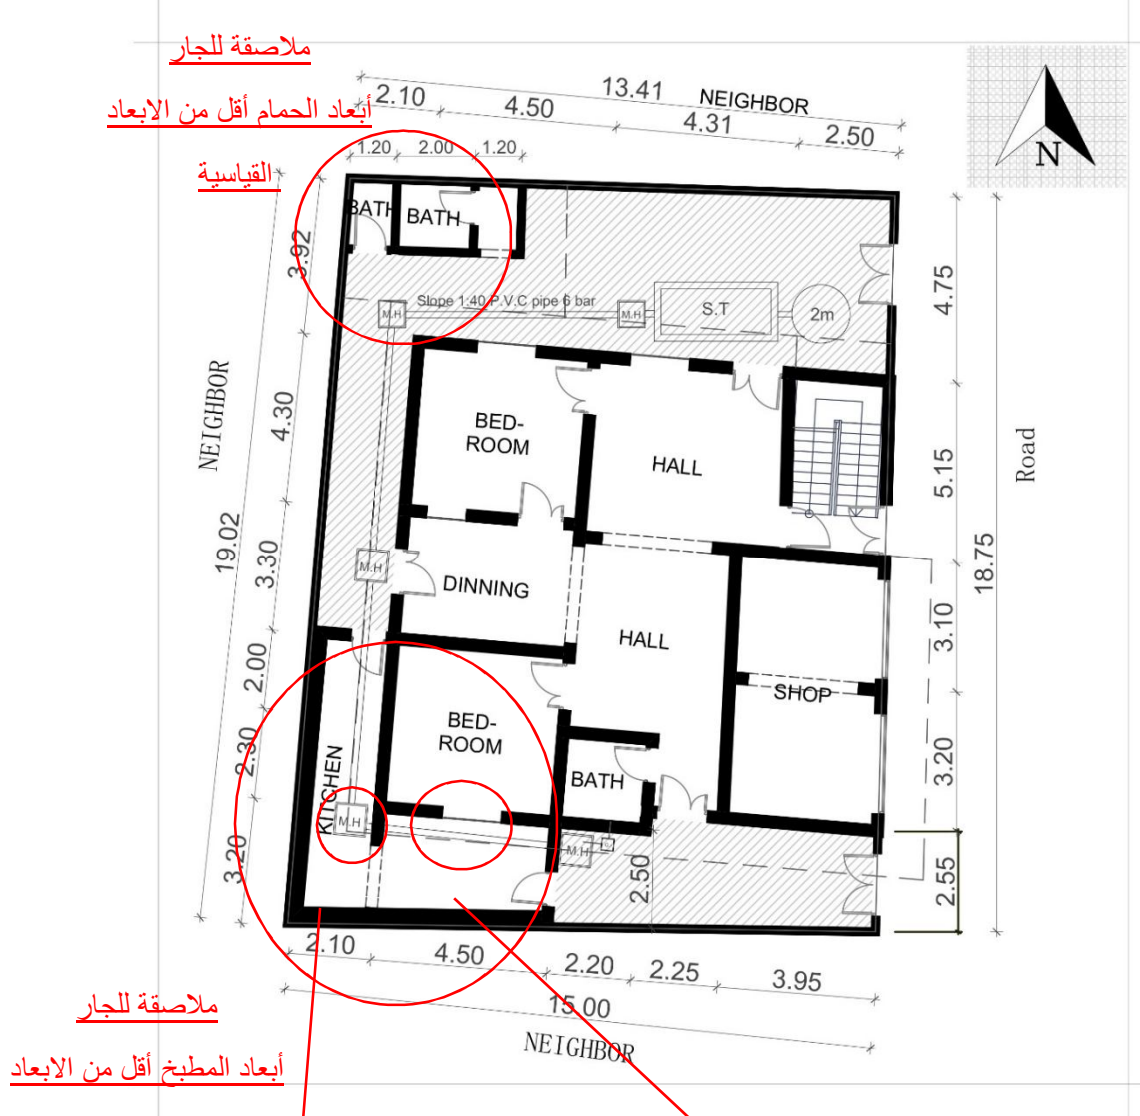 ملاصقة للجار
أبعاد الحمام أقل من الابعاد
القياسية
13.41
NEIGHBOR
2.10
4.50
4.31
2.50
1.20
2.00
1.20
N
BATH
BATH
3.92
Slope 1:40 P.V.C pipe 6 bar
M.H
M.H
S.T
2m
4.75
NEIGHBOR
4.30
BED-
ROOM
HALL
5.15
Road
19.02
3.30
M.H
DINNING
HALL
18.75
3.10
2.00
SHOP
2.30
BED-
ROOM
KITCHEN
BATH
3.20
M.H
M.H
3.20
2.50
2.55
2.10
4.50
2.20
2.25
3.95
15.00
NEIGHBOR
ملاصقة للجار
أبعاد المطبخ أقل من الابعاد